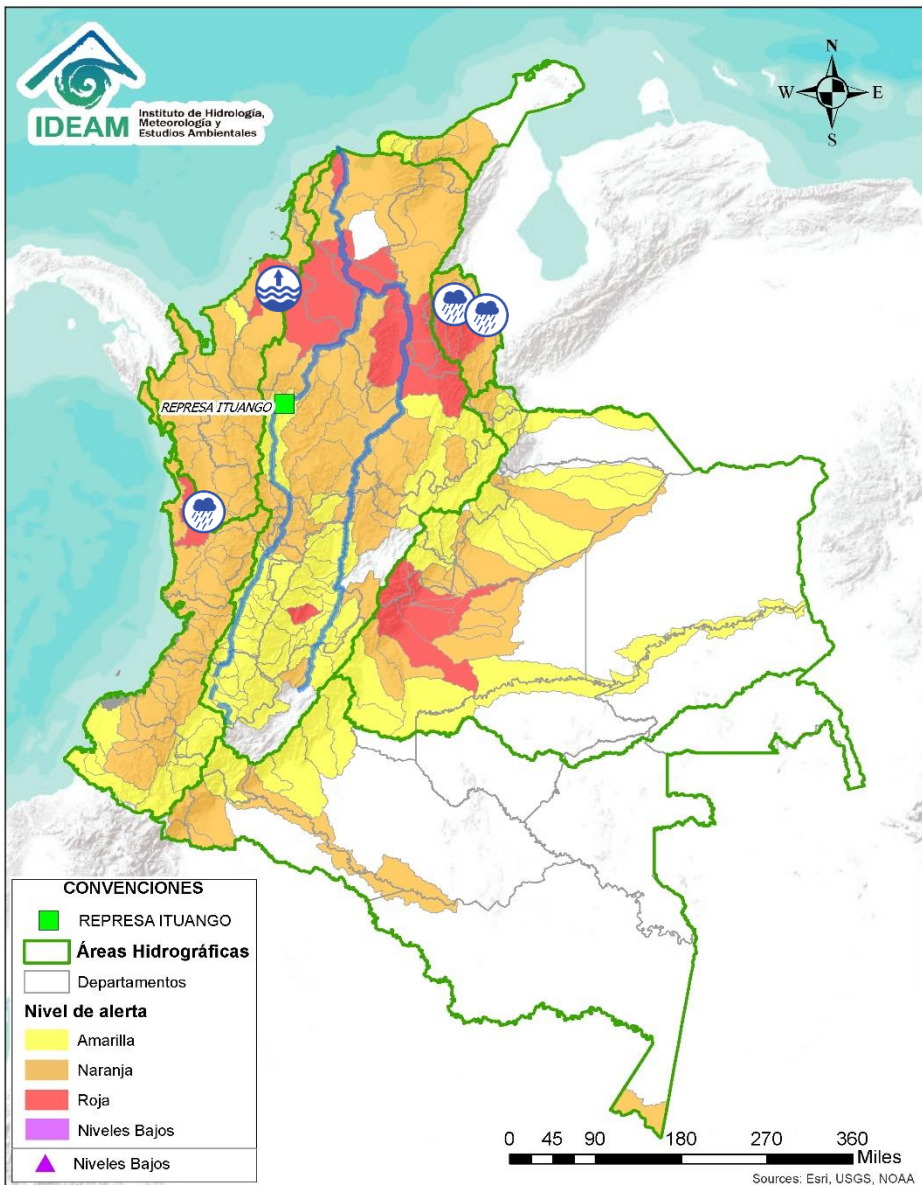 IDEAM
Instituto de Hidrología,
Meteorología y
Estudios Ambientales
N
W
E
S
REPRESA ITUANGO
CONVENCIONES
REPRESA ITUANGO
Áreas Hidrográficas
Departamentos
Nivel de alerta
Amarilla
Naranja
Roja
Niveles Bajos
Niveles Bajos
0 45 90 180 270 360
Miles
Sources: Esri, USGS, NOAA